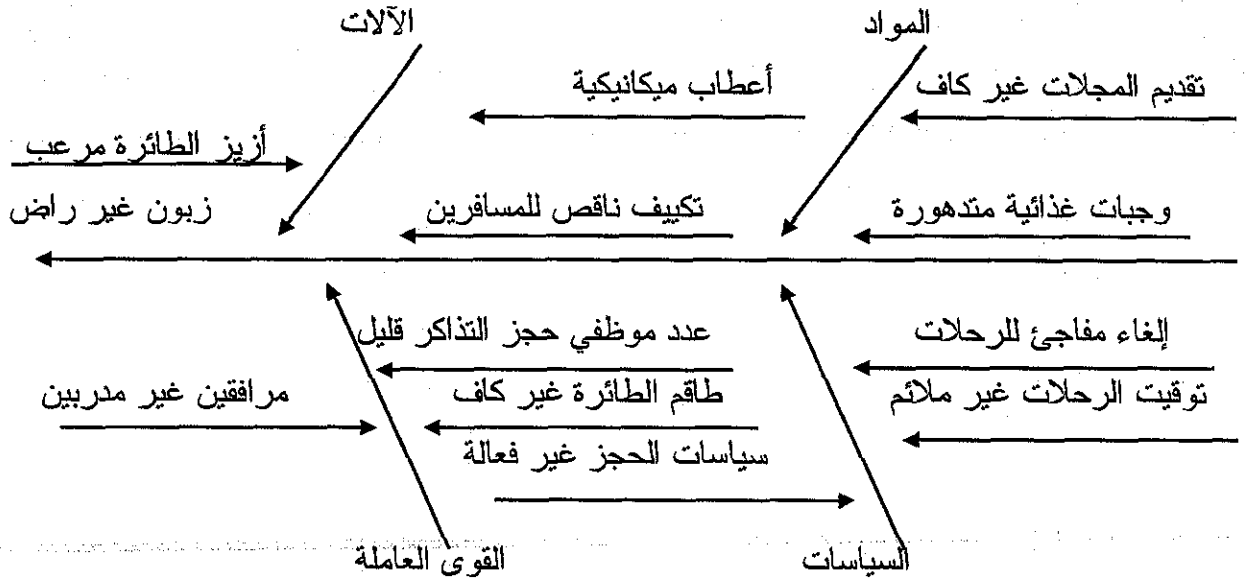 المواد
الآلات
تقديم المجلات غير كاف
أعطاب ميكانيكية
أزيز الطائرة مرعب
وجبات غذائية متدهورة
تكييف ناقص للمسافرين
زبون غير راض
إلغاء مفاجئ للرحلات
عدد موظفي حجز التذاكر قليل
توقيت الرحلات غير ملائم
طاقم الطائرة غير كاف
مرافقين غير مدربين
سياسات الحجز غير فعالة
السياسات
القوى العاملة